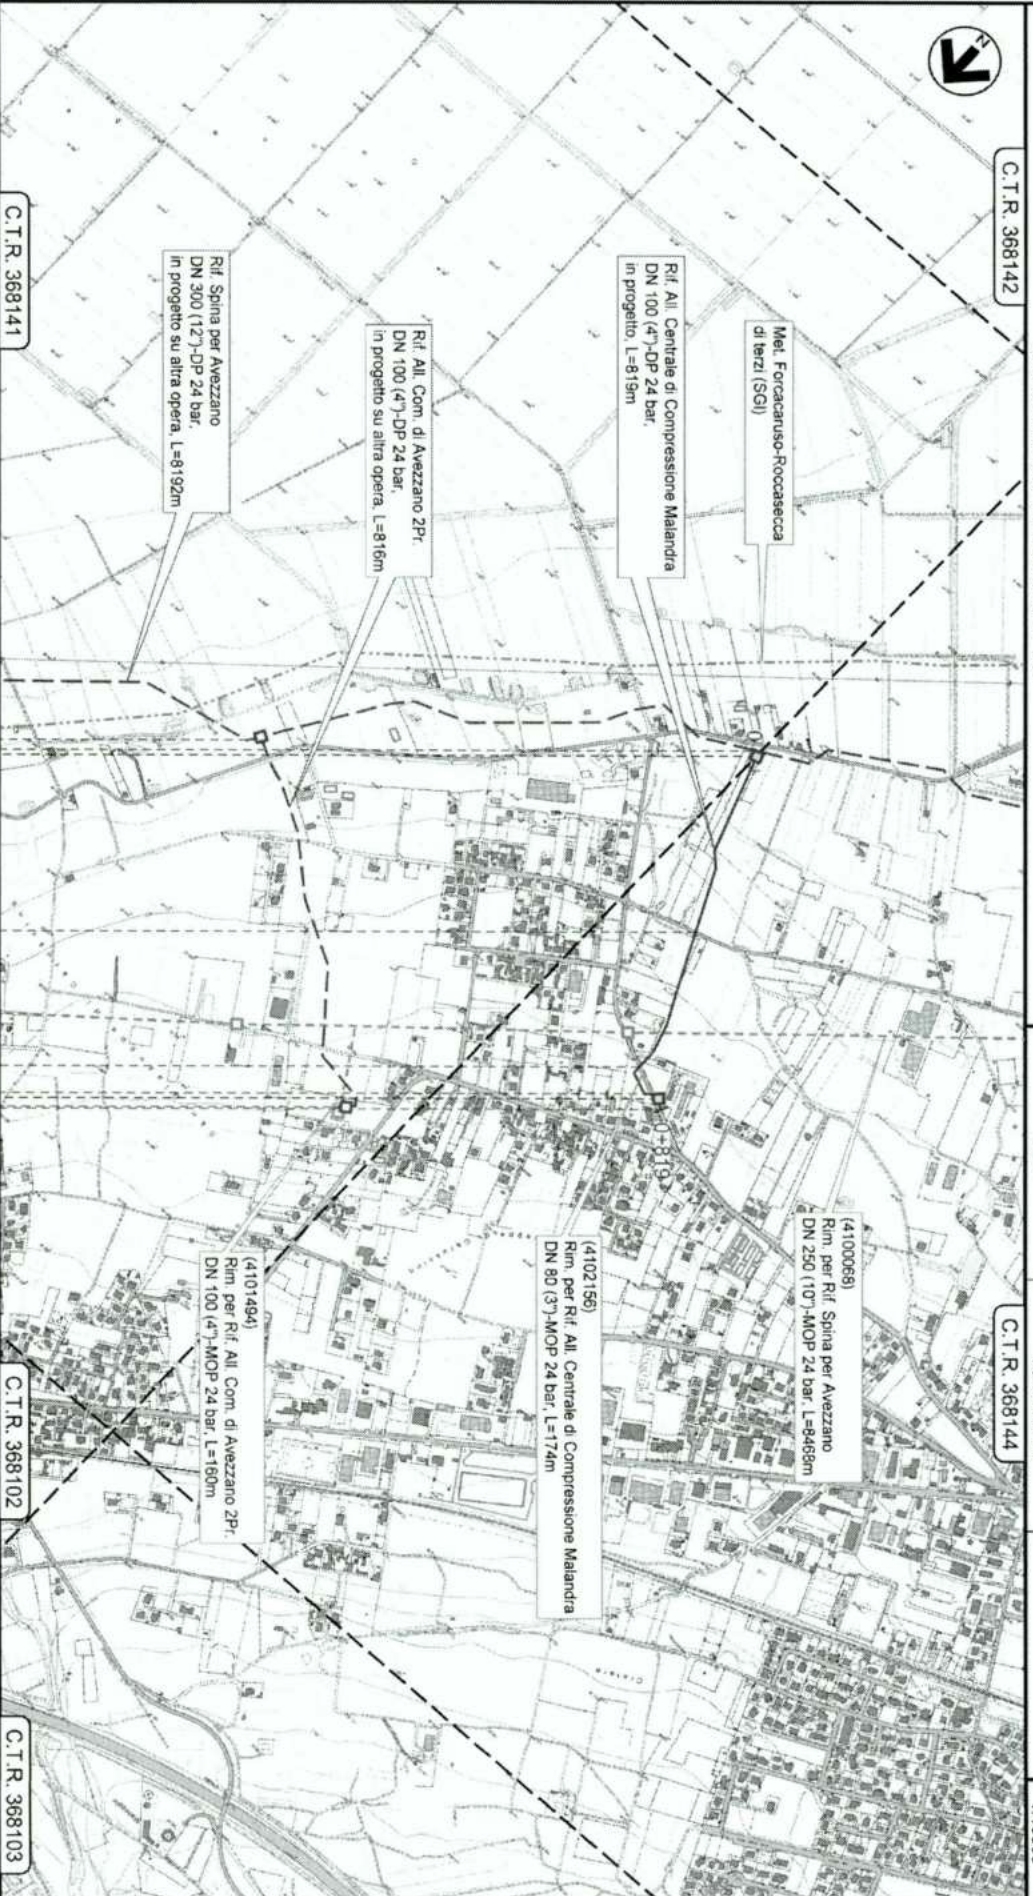 N
C.T.R. 368142
C.T.R. 368144
Met. Forcacaruso-Roccasecca
di terzi (SGI)
Rif. All. Centrale di Compressione Malandra
DN 100 (4")-DP 24 bar,
in progetto, L=819m
Rif. All. Com. di Avezzano 2Pr.
DN 100 (4")-DP 24 bar,
in progetto su altra opera, L=816m
Rif. Spina per Avezzano
DN 300 (12")-DP 24 bar,
in progetto su altra opera, L=8192m
0+819
(4100068)
Rim. per Rif. Spina per Avezzano
DN 250 (10")-MOP 24 bar, L=8468m
(4102156)
Rim. per Rif. All. Centrale di Compressione Malandra
DN 80 (3")-MOP 24 bar, L=174m
(4101494)
Rim. per Rif. All. Com. di Avezzano 2Pr.
DN 100 (4")-MOP 24 bar, L=160m
C.T.R. 368141
C.T.R. 368102
C.T.R. 368103